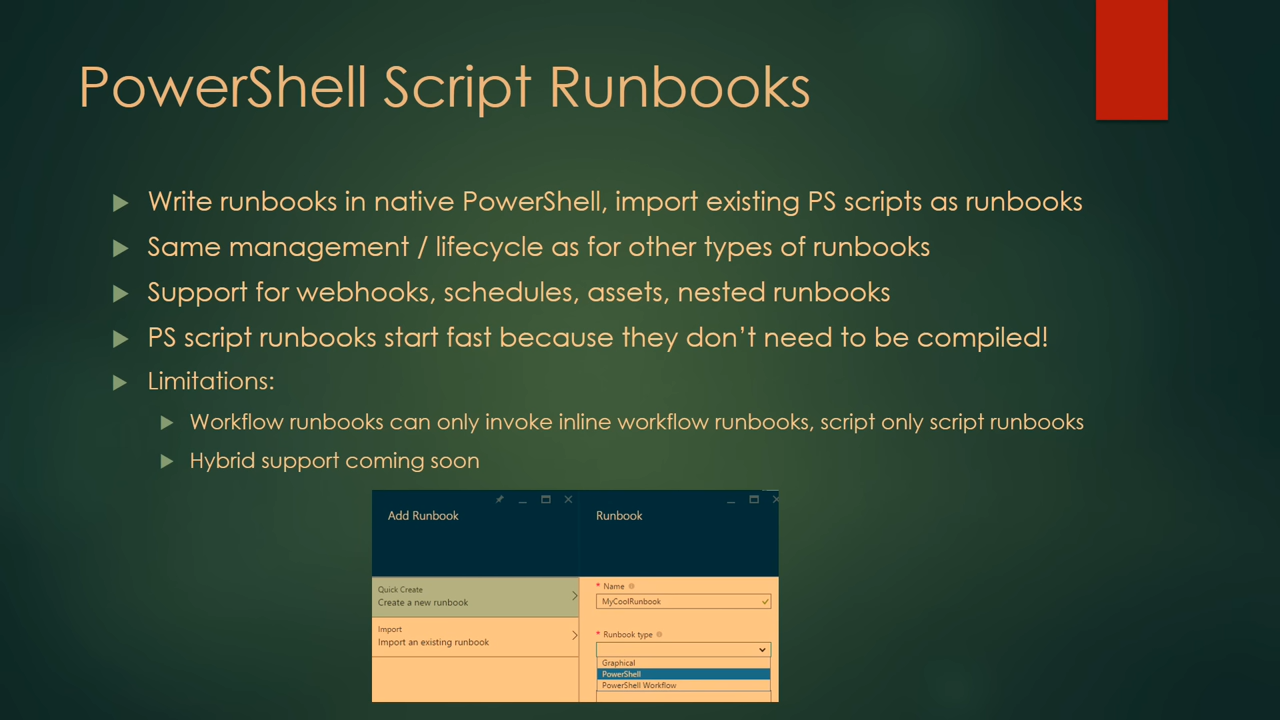 PowerShell Script Runbooks
Write runbooks in native PowerShell, import existing PS scripts as runbooks
Same management / lifecycle as for other types of runbooks
Support for webhooks, schedules, assets, nested runbooks
PS script runbooks start fast because they don’t need to be compiled!
Limitations:
Workflow runbooks can only invoke inline workflow runbooks, script only script runbooks
Hybrid support coming soon
Add Runbook
Quick Create
Create a new runbook
Import
Import an existing runbook
Runbook
* Name
MyCoolRunbook
* Runbook type
Graphical
PowerShell
PowerShell Workflow